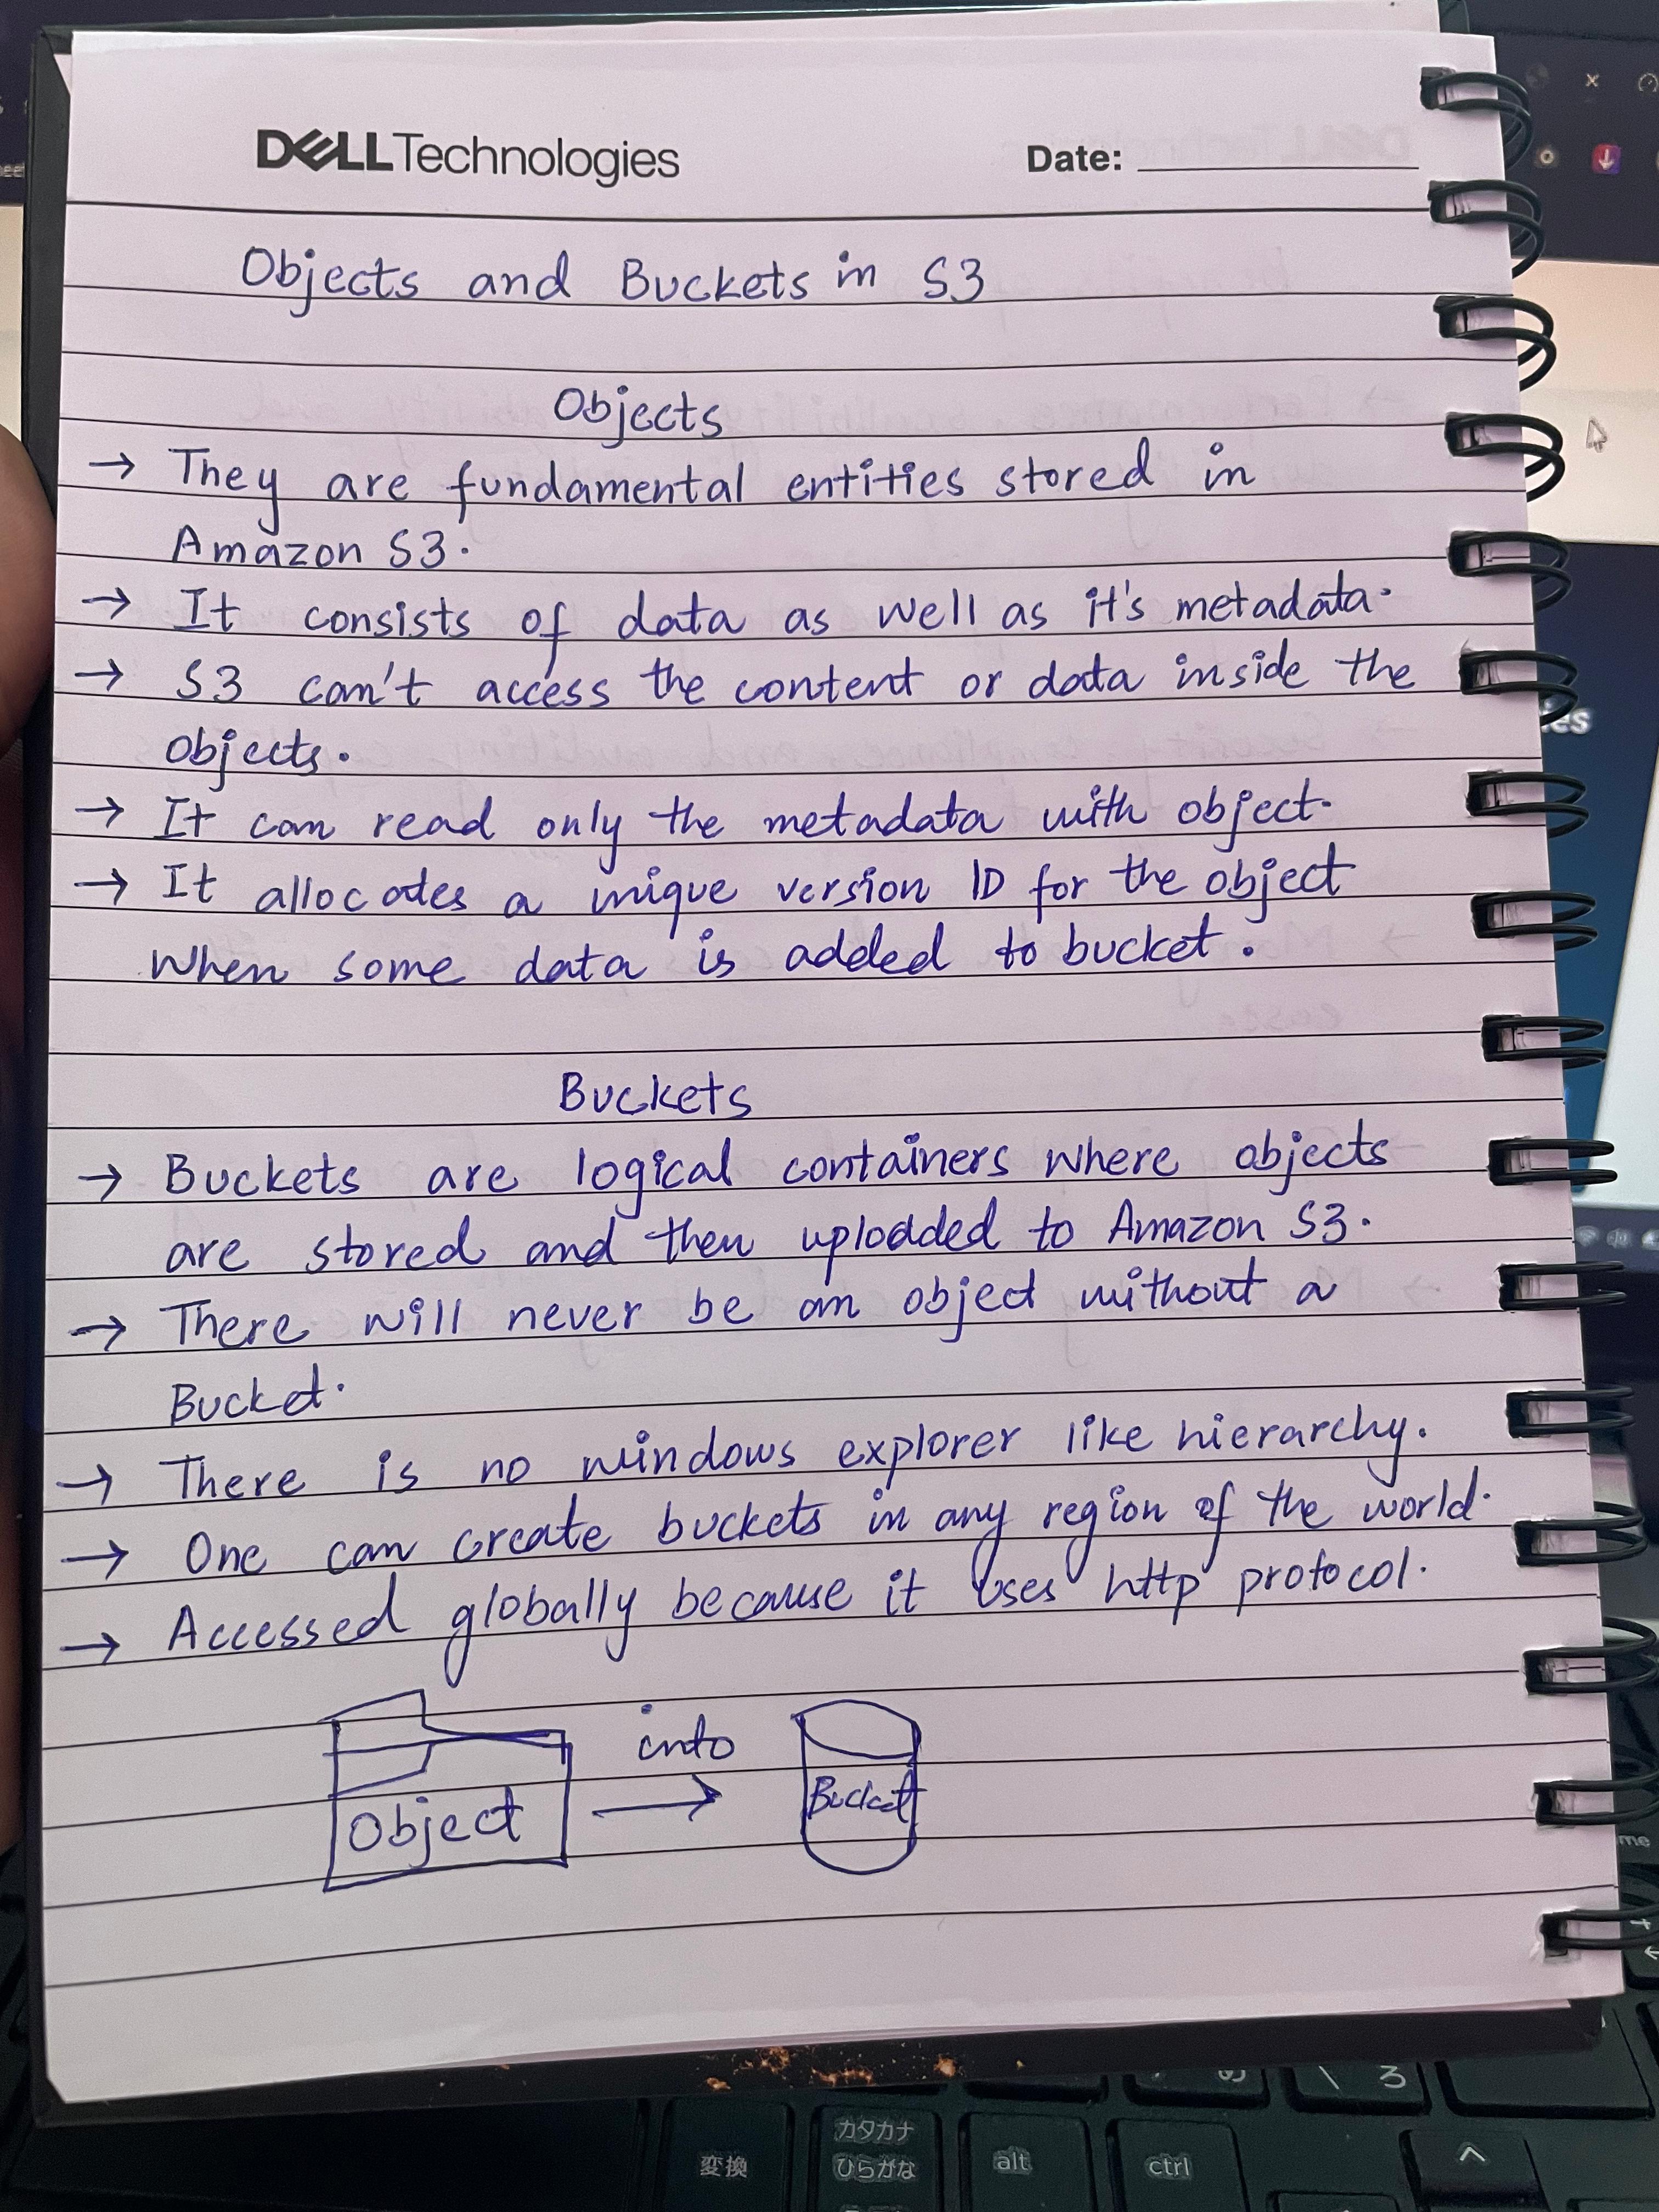 DELLTechnologies
Date:
Objects and Buckets in S3
Objects
→ They are fundamental entities stored in
Amazon S3.
→ It consists of data as well as it's metadata.
→ S3 can't access the content or data inside the
objects.
→ It can read only the metadata with object.
→ It allocates a unique version ID for the object
when some data is added to bucket.
Buckets
→ Buckets are logical containers where objects
are stored and then uploaded to Amazon S3.
→ There will never be an object without a
Bucket.
→ There is no windows explorer like hierarchy.
→ One can create buckets in any region of the world.
→ Accessed globally because it uses http protocol.
into
Object → Bucket
カタカナ
変換 ひらがな alt ctrl